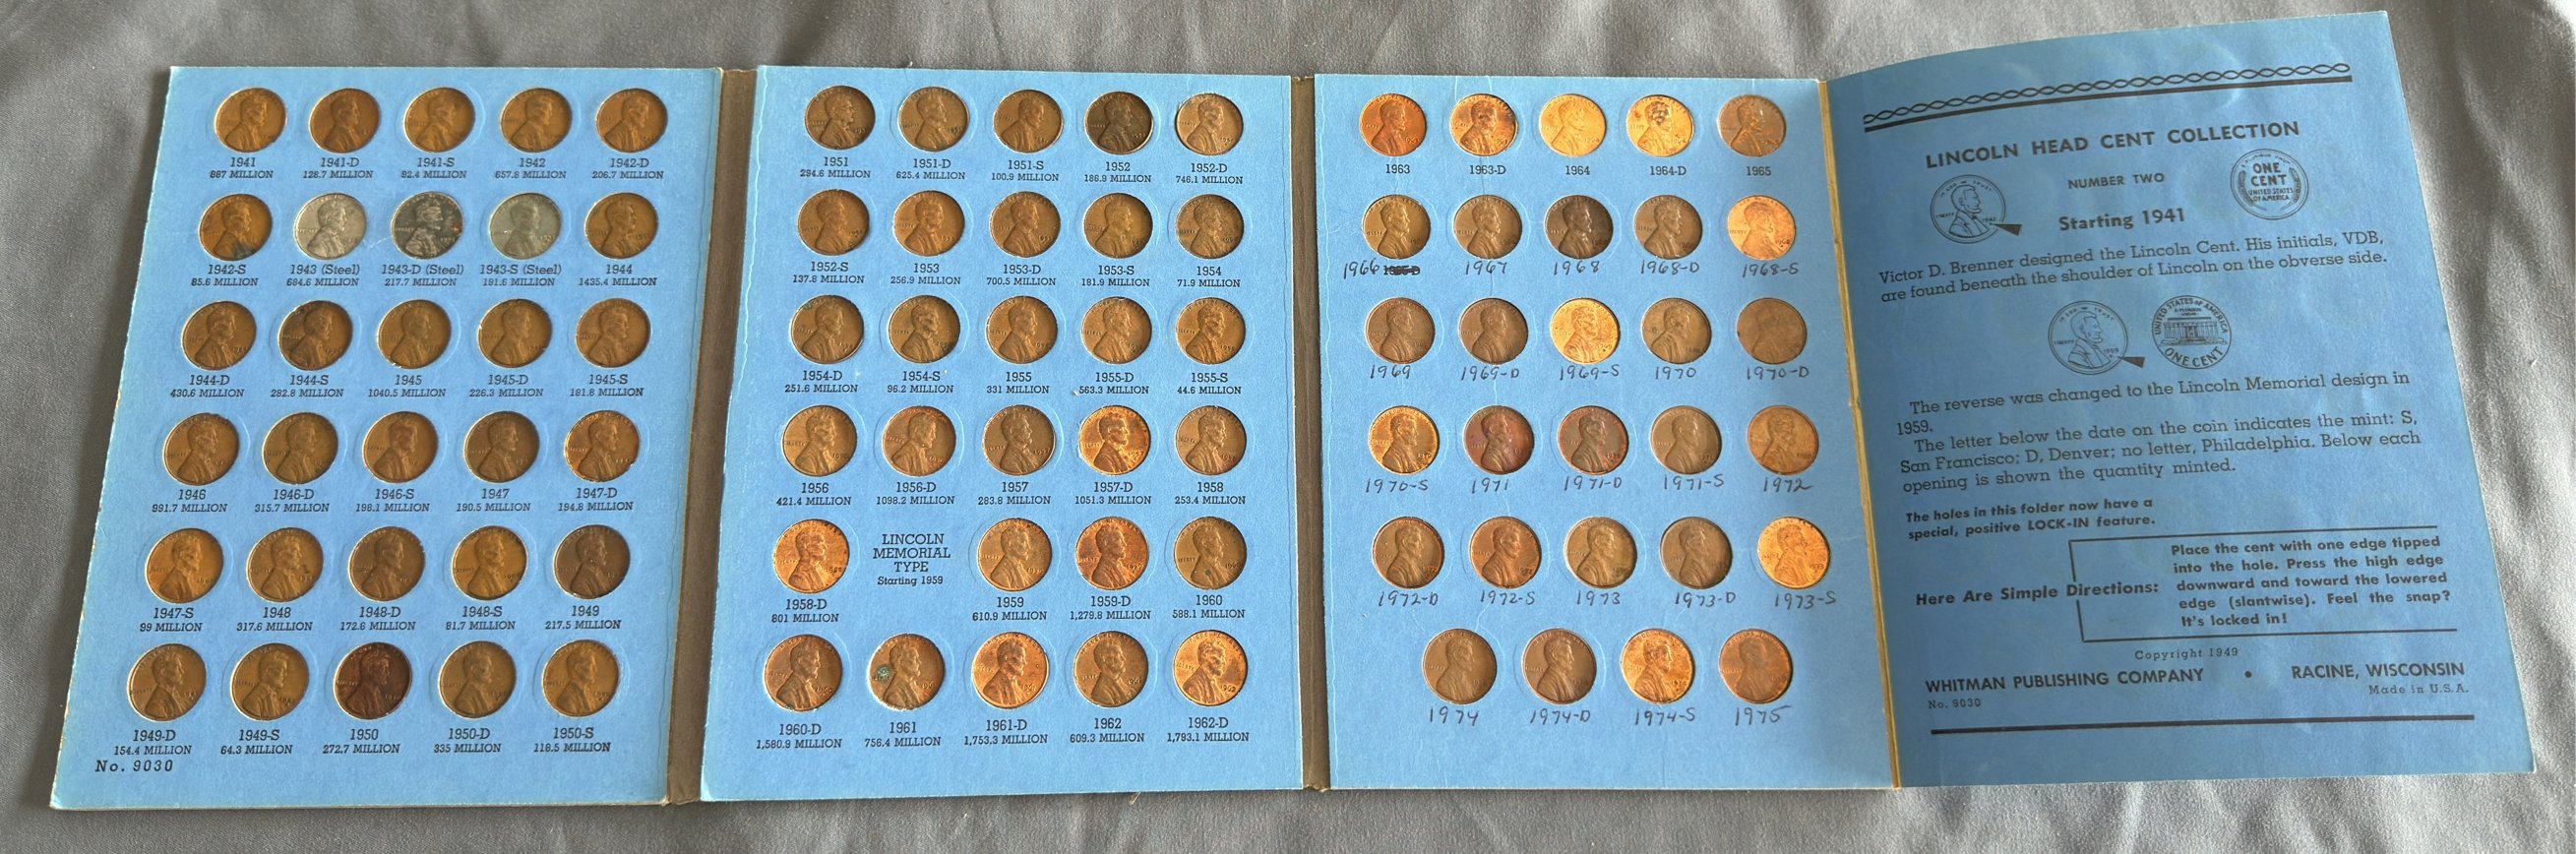 1941 1941-D 1941-S 1942 1942-D
887 MILLION 128.7 MILLION 92.4 MILLION 657.8 MILLION 206.7 MILLION
1942-S 1943 (Steel) 1943-D (Steel) 1943-S (Steel) 1944
85.6 MILLION 684.6 MILLION 217.7 MILLION 191.6 MILLION 1435.4 MILLION
1944-D 1944-S 1945 1945-D 1945-S
430.6 MILLION 282.8 MILLION 1040.5 MILLION 226.3 MILLION 181.8 MILLION
1946 1946-D 1946-S 1947 1947-D
991.7 MILLION 315.7 MILLION 198.1 MILLION 190.5 MILLION 194.8 MILLION
1947-S 1948 1948-D 1948-S 1949
99 MILLION 317.6 MILLION 172.6 MILLION 81.7 MILLION 217.5 MILLION
1949-D 1949-S 1950 1950-D 1950-S
154.4 MILLION 64.3 MILLION 272.7 MILLION 335 MILLION 118.5 MILLION
No. 9030
1951 1951-D 1951-S 1952 1952-D
294.6 MILLION 625.4 MILLION 100.9 MILLION 186.9 MILLION 746.1 MILLION
1952-S 1953 1953-D 1953-S 1954
137.8 MILLION 256.9 MILLION 700.5 MILLION 181.9 MILLION 71.9 MILLION
1954-D 1954-S 1955 1955-D 1955-S
251.6 MILLION 96.2 MILLION 331 MILLION 563.3 MILLION 44.6 MILLION
1956 1956-D 1957 1957-D 1958
421.4 MILLION 1098.2 MILLION 283.8 MILLION 1051.3 MILLION 253.4 MILLION
LINCOLN
MEMORIAL
TYPE
Starting 1959
1958-D 1959 1959-D 1960
801 MILLION 610.9 MILLION 1,279.8 MILLION 588.1 MILLION
1960-D 1961 1961-D 1962 1962-D
1,580.9 MILLION 756.4 MILLION 1,753.3 MILLION 609.3 MILLION 1,793.1 MILLION
1963 1963-D 1964 1964-D 1965
1966 1967 1968 1968-D 1968-S
1969 1969-D 1969-S 1970 1970-D
1970-S 1971 1971-D 1971-S 1972
1972-D 1972-S 1973 1973-D 1973-S
1974 1974-D 1974-S 1975
LINCOLN HEAD CENT COLLECTION
NUMBER TWO
Starting 1941
ONE
CENT
UNITED STATES
OF AMERICA
Victor D. Brenner designed the Lincoln Cent. His initials, VDB,
are found beneath the shoulder of Lincoln on the obverse side.
UNITED STATES OF AMERICA
ONE CENT
The reverse was changed to the Lincoln Memorial design in
1959.
The letter below the date on the coin indicates the mint: S,
San Francisco; D, Denver; no letter, Philadelphia. Below each
opening is shown the quantity minted.
The holes in this folder now have a
special, positive LOCK-IN feature.
Here Are Simple Directions:
Place the cent with one edge tipped
into the hole. Press the high edge
downward and toward the lowered
edge (slantwise). Feel the snap?
It's locked in!
Copyright 1949
WHITMAN PUBLISHING COMPANY • RACINE, WISCONSIN
No. 9030 Made in U.S.A.